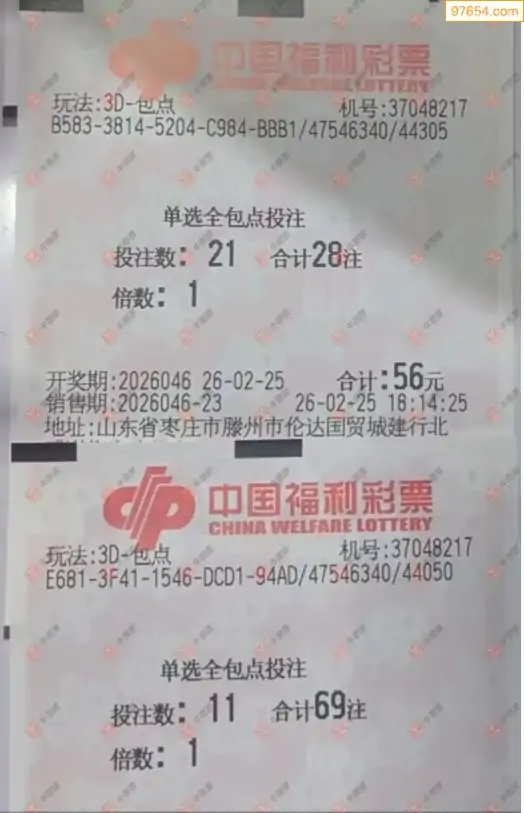 97654.com
中国福利彩票
CHINA WELFARE LOTTERY
玩法:3D-包点 机号:37048217
B583-3814-5204-C984-BBB1/47546340/44305
单选全包点投注
投注数: 21 合计28注
倍数: 1
开奖期:2026046 26-02-25 合计:56元
销售期:2026046-23 26-02-25 18:14:25
地址:山东省枣庄市滕州市伦达国贸城建行北
中国福利彩票
CHINA WELFARE LOTTERY
玩法:3D-包点 机号:37048217
E681-3F41-1546-DCD1-94AD/47546340/44050
单选全包点投注
投注数: 11 合计69注
倍数: 1